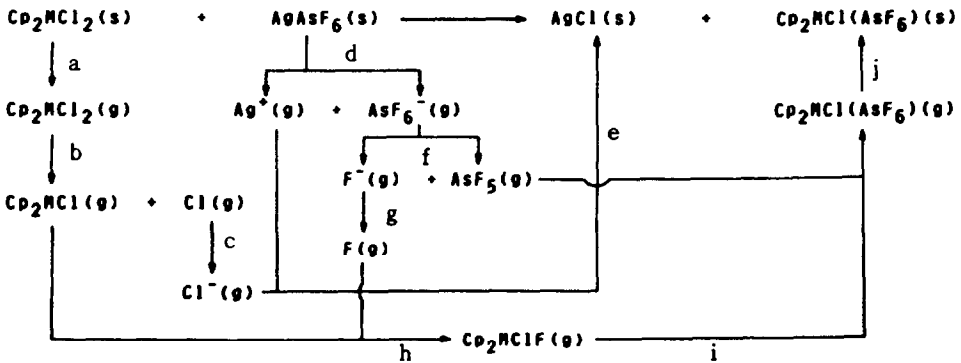 Cp₂MCl₂(s) + AgAsF₆(s) AgCl(s) + Cp₂MCl(AsF₆)(s)
a d j
Cp₂MCl₂(g) Ag⁺(g) + AsF₆⁻(g) e Cp₂MCl(AsF₆)(g)
b f
Cp₂MCl(g) + Cl(g) F⁻(g) + AsF₅(g)
c g
F(g)
Cl⁻(g)
Cp₂MClF(g)
h i